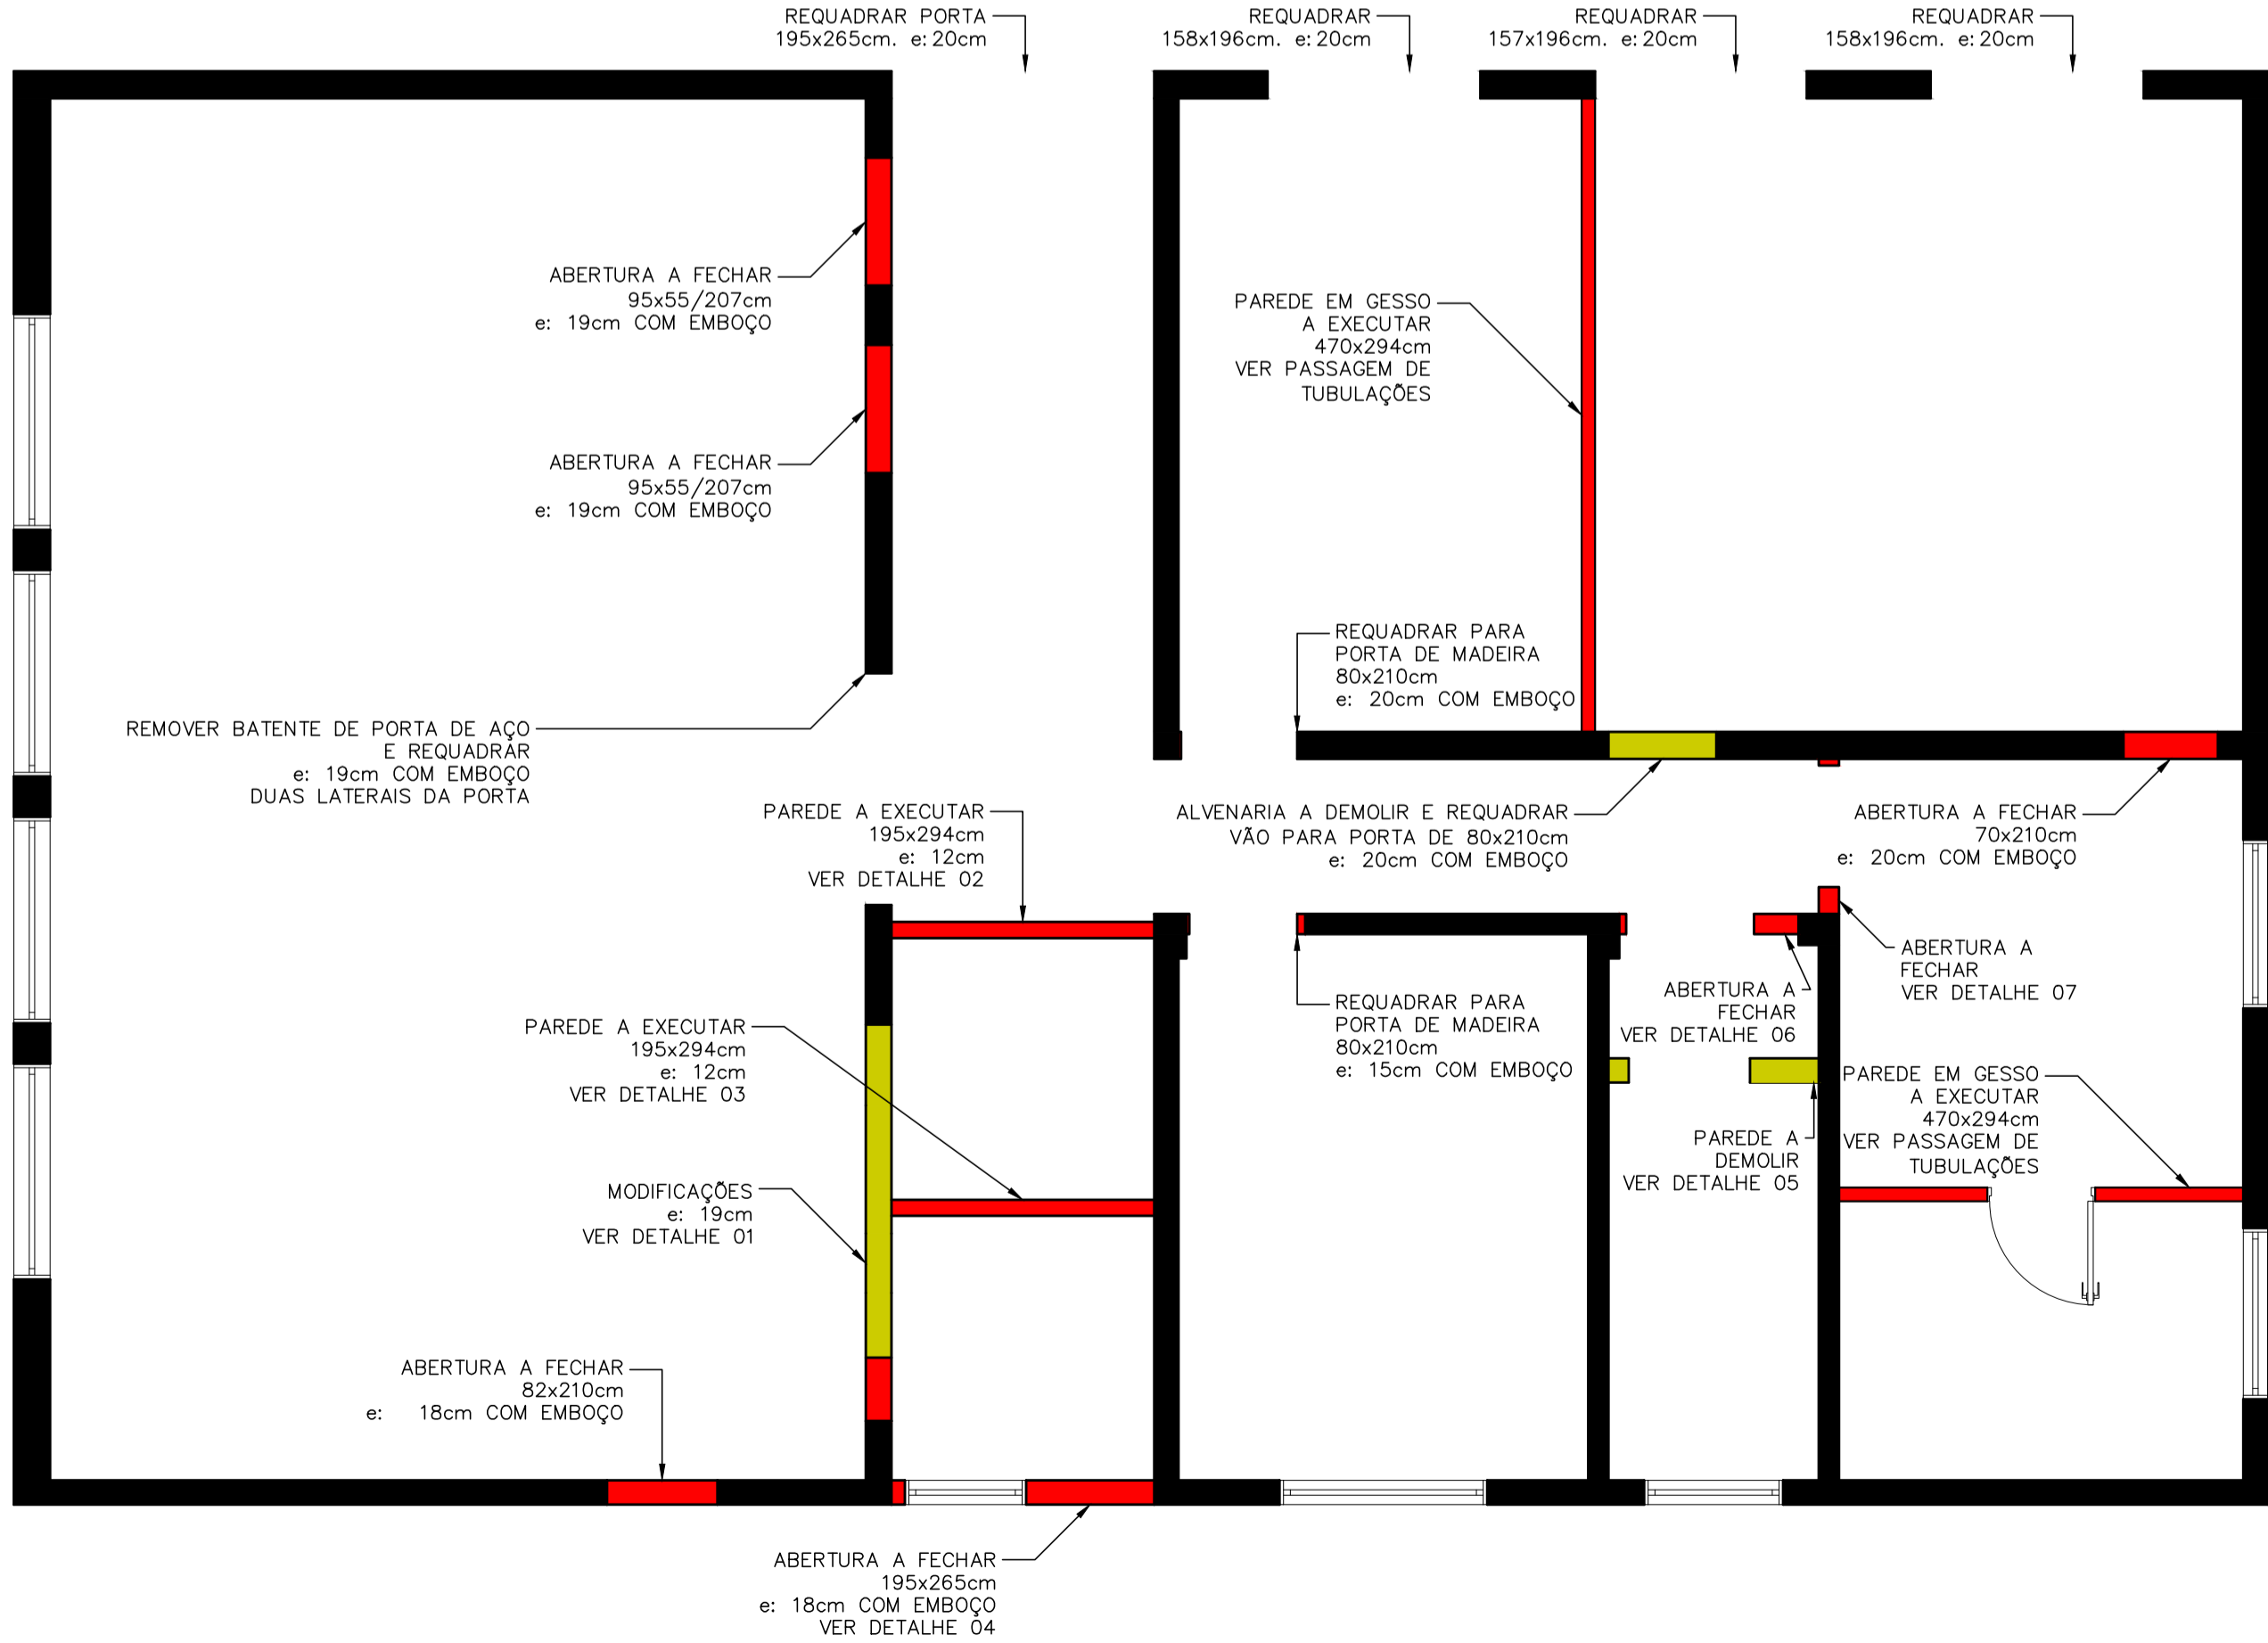 REQUADRAR PORTA
195x265cm. e:20cm
REQUADRAR
158x196cm. e:20cm
REQUADRAR
157x196cm. e:20cm
REQUADRAR
158x196cm. e:20cm
ABERTURA A FECHAR
95x55/207cm
e: 19cm COM EMBOÇO
PAREDE EM GESSO
A EXECUTAR
470x294cm
VER PASSAGEM DE
TUBULAÇÕES
ABERTURA A FECHAR
95x55/207cm
e: 19cm COM EMBOÇO
REQUADRAR PARA
PORTA DE MADEIRA
80x210cm
e: 20cm COM EMBOÇO
REMOVER BATENTE DE PORTA DE AÇO
E REQUADRAR
e: 19cm COM EMBOÇO
DUAS LATERAIS DA PORTA
PAREDE A EXECUTAR
195x294cm
e: 12cm
VER DETALHE 02
ALVENARIA A DEMOLIR E REQUADRAR
VÃO PARA PORTA DE 80x210cm
e: 20cm COM EMBOÇO
ABERTURA A FECHAR
70x210cm
e: 20cm COM EMBOÇO
ABERTURA A
FECHAR
VER DETALHE 07
ABERTURA A
FECHAR
VER DETALHE 06
REQUADRAR PARA
PORTA DE MADEIRA
80x210cm
e: 15cm COM EMBOÇO
PAREDE A EXECUTAR
195x294cm
e: 12cm
VER DETALHE 03
PAREDE EM GESSO
A EXECUTAR
470x294cm
VER PASSAGEM DE
TUBULAÇÕES
PAREDE A
DEMOLIR
VER DETALHE 05
MODIFICAÇÕES
e: 19cm
VER DETALHE 01
ABERTURA A FECHAR
82x210cm
e: 18cm COM EMBOÇO
ABERTURA A FECHAR
195x265cm
e: 18cm COM EMBOÇO
VER DETALHE 04